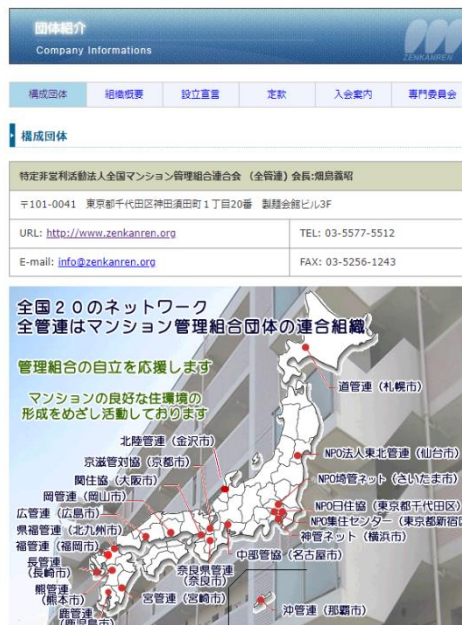 団体紹介
Company Informations
ZENKANREN
構成団体
組織概要
設立宣言
定款
入会案内
専門委員会
構成団体
特定非営利活動法人全国マンション管理組合連合会 （全管連）会長:畑島義昭
〒101-0041 東京都千代田区神田須田町１丁目20番 製麺会館ビル3F
URL: http://www.zenkanren.org
TEL: 03-5577-5512
E-mail: info@zenkanren.org
FAX: 03-5256-1243
全国２０のネットワーク
全管連はマンション管理組合団体の連合組織
管理組合の自立を応援します
マンションの良好な住環境の
形成をめざし活動しております
道管連（札幌市）
北陸管連（金沢市）
NPO法人東北管連（仙台市）
京滋管対協（京都市）
関住協（大阪市）
NPO埼管ネット（さいたま市）
岡管連（岡山市）
NPO日住協（東京都千代田区）
広管連（広島市）
NPO集住センター（東京都新宿区
県福管連（北九州市）
神管ネット（横浜市）
福管連（福岡市）
中部管協（名古屋市）
長管連
（長崎市）
奈良県管連
（奈良市）
熊管連
（熊本市）
宮管連（宮崎市）
沖管連（那覇市）
鹿管連
（鹿児島市）